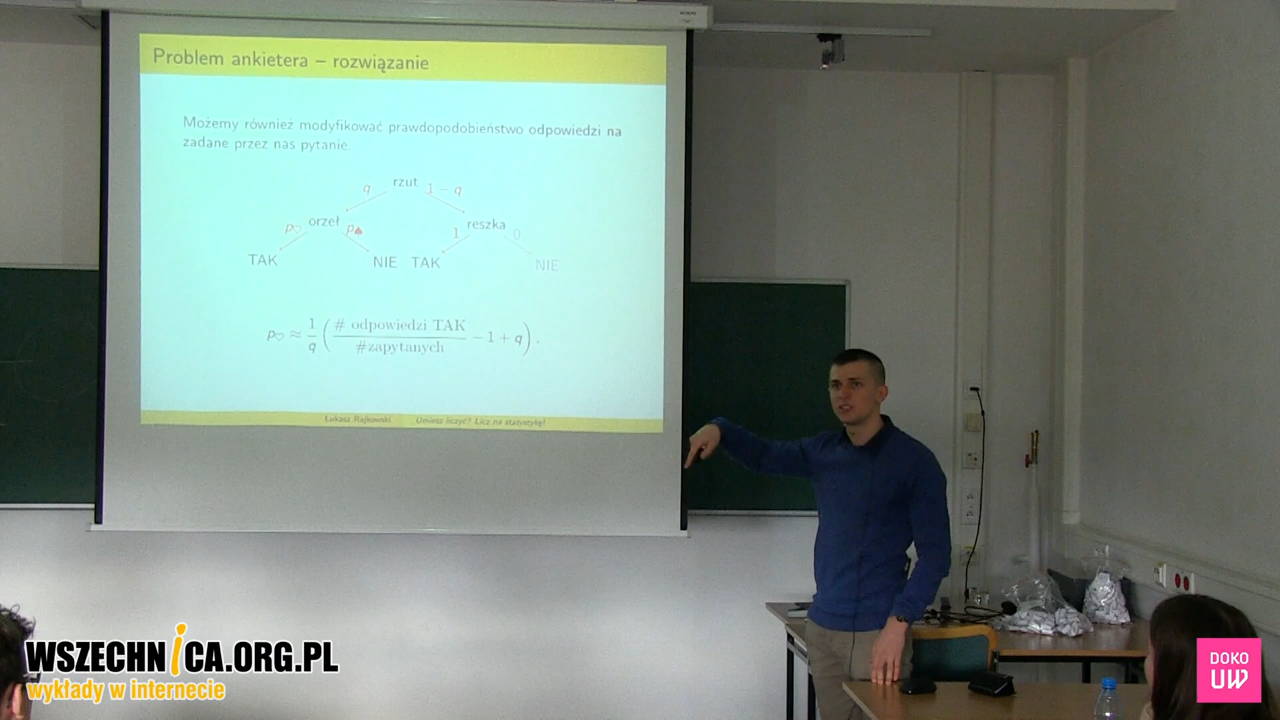 Problem ankietera – rozwiązanie
Możemy również modyfikować prawdopodobieństwo odpowiedzi na
zadane przez nas pytanie.
q rzut 1 − q
p♡ orzeł p♠ 1 reszka 0
TAK NIE TAK NIE
p♡ ≈ 1/q (# odpowiedzi TAK / #zapytanych − 1 + q).
Łukasz Rajkowski Umiesz liczyć? Licz na statystykę!
WSZECHNiCA.ORG.PL
wykłady w internecie
DOKO
UW